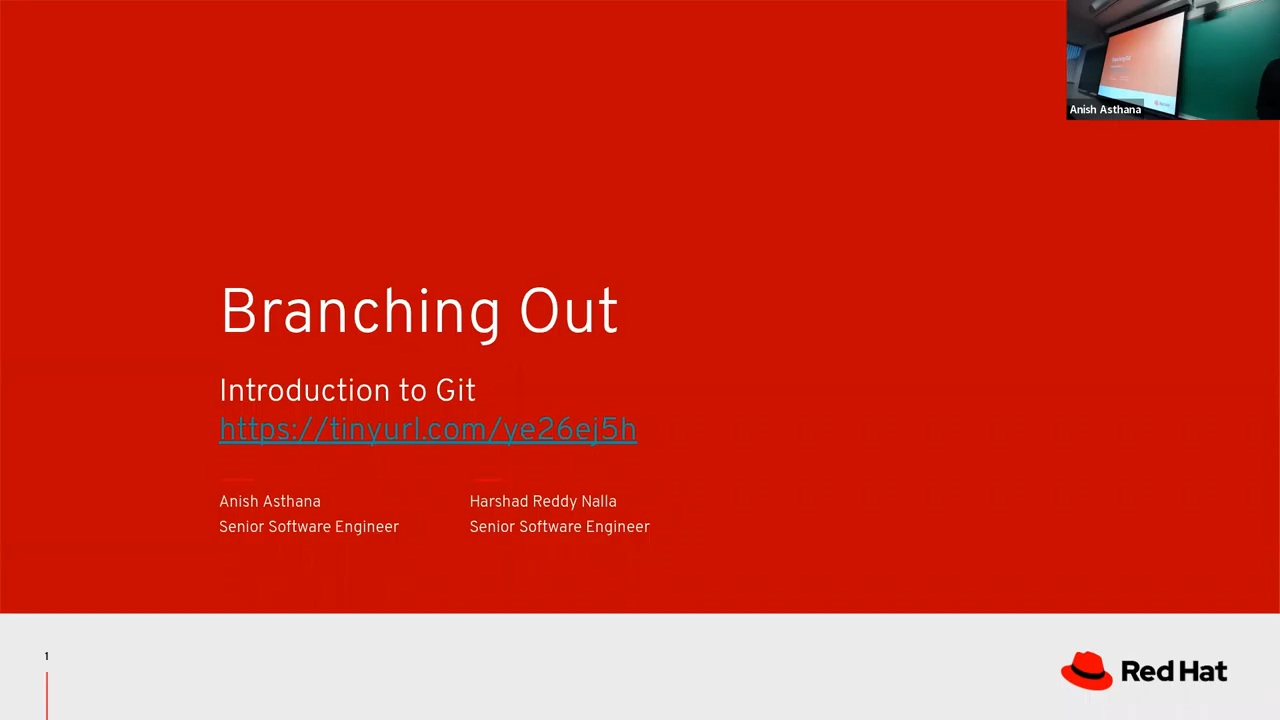 Anish Asthana
Branching Out
Introduction to Git
https://tinyurl.com/ye26ej5h
Anish Asthana
Senior Software Engineer
Harshad Reddy Nalla
Senior Software Engineer
1
Red Hat